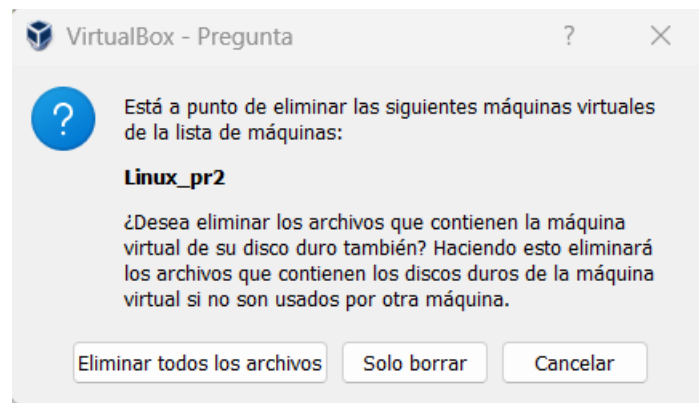 VirtualBox - Pregunta ? ×
?
Está a punto de eliminar las siguientes máquinas virtuales
de la lista de máquinas:
Linux_pr2
¿Desea eliminar los archivos que contienen la máquina
virtual de su disco duro también? Haciendo esto eliminará
los archivos que contienen los discos duros de la máquina
virtual si no son usados por otra máquina.
Eliminar todos los archivos Solo borrar Cancelar